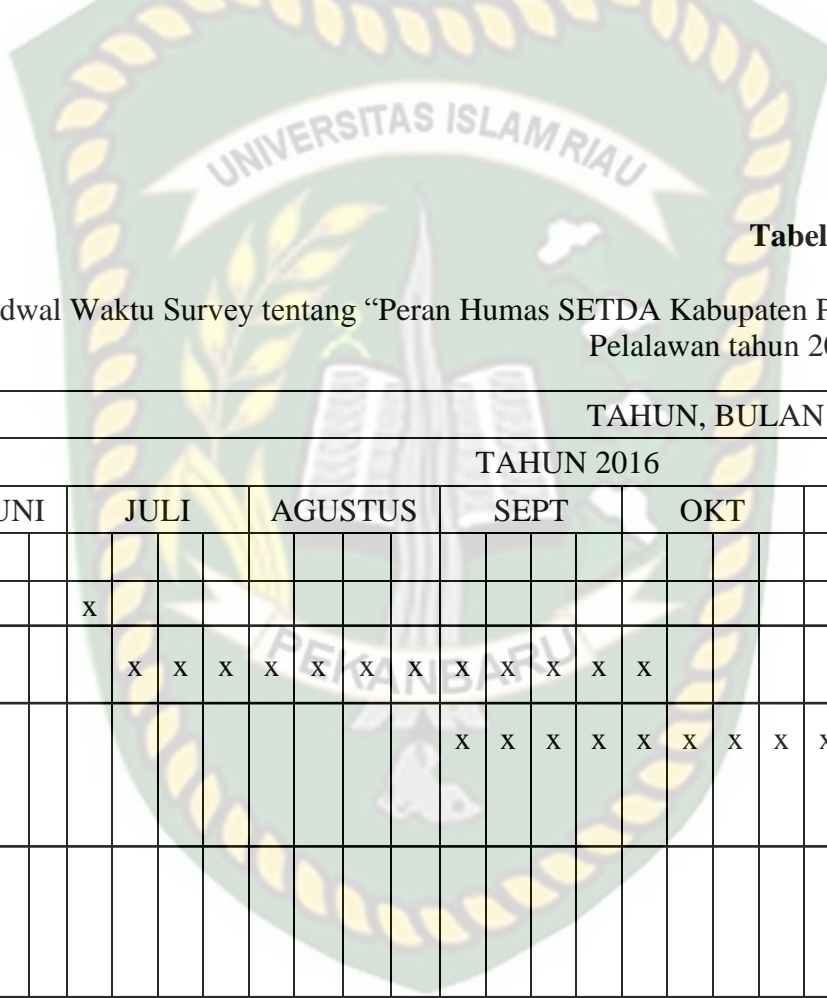 UNIVERSITAS ISLAM RIAU
Tabel
dwal Waktu Survey tentang “Peran Humas SETDA Kabupaten P
Pelalawan tahun 20
TAHUN, BULAN
TAHUN 2016
UNI JULI AGUSTUS SEPT OKT
x
x x x x x x x x x x x x
x x x x x x x x x
PEKANBARU